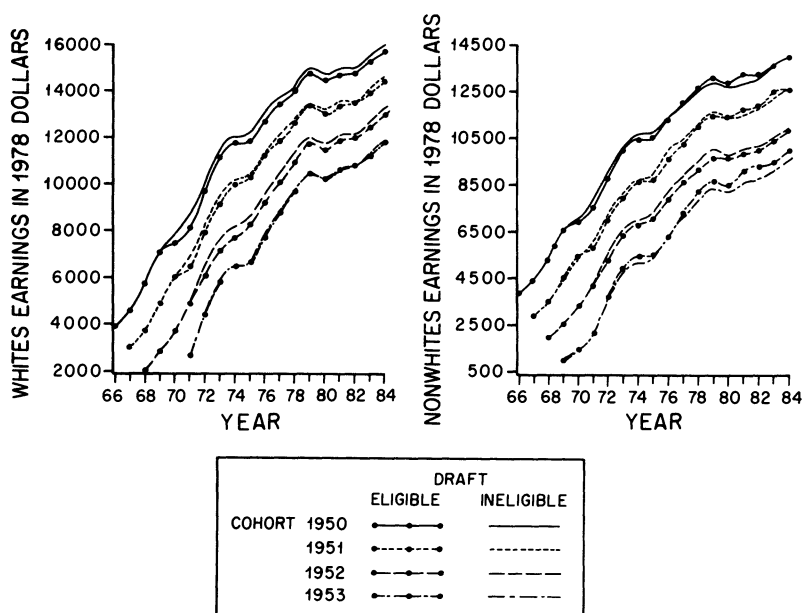 WHITES EARNINGS IN 1978 DOLLARS
16000
14000
12000
10000
8000
6000
4000
2000
66 68 70 72 74 76 78 80 82 84
YEAR
NONWHITES EARNINGS IN 1978 DOLLARS
14500
12500
10500
8500
6500
4500
2500
500
66 68 70 72 74 76 78 80 82 84
YEAR
DRAFT
ELIGIBLE INELIGIBLE
COHORT 1950
1951
1952
1953